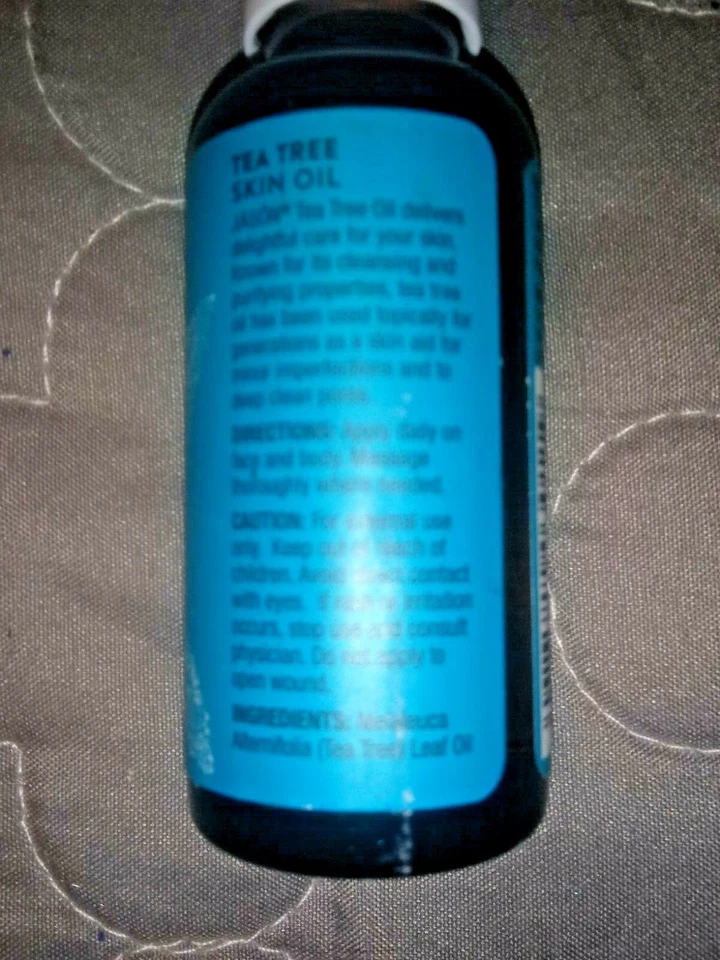 TEA TREE
SKIN OIL
JĀSÖN® Tea Tree Oil delivers
delightful care for your skin.
Known for its cleansing and
purifying properties, tea tree
oil has been used topically for
generations as a skin aid for
minor imperfections and to
deep clean pores.
DIRECTIONS: Apply daily on
face and body. Massage
thoroughly where needed.
CAUTION: For external use
only. Keep out of reach of
children. Avoid direct contact
with eyes. If rash or irritation
occurs, stop use and consult
physician. Do not apply to
open wound.
INGREDIENTS: Melaleuca
Alternifolia (Tea Tree) Leaf Oil